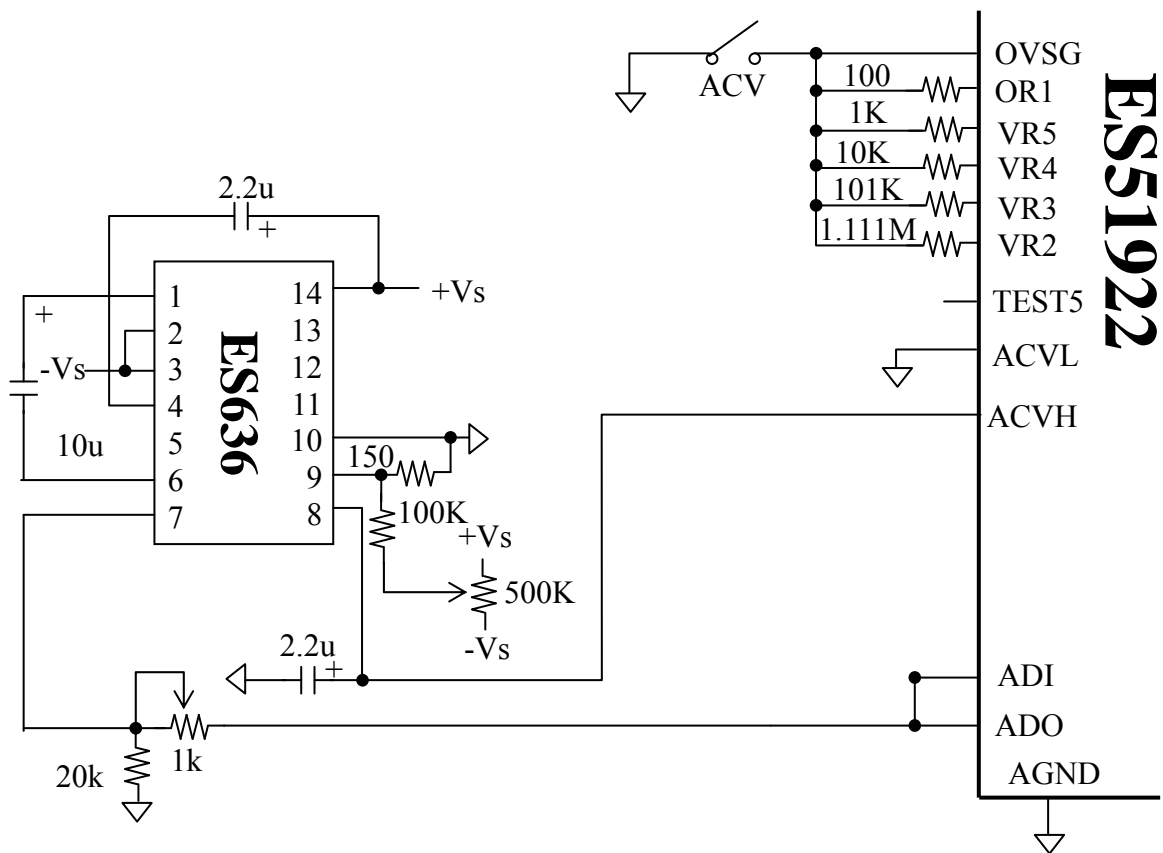 OVSG
ACV
100
OR1
1K
VR5
10K
VR4
101K
VR3
1.111M
VR2
TEST5
ACVL
ACVH
ADI
ADO
AGND
ES51922
2.2u
+
+Vs
-Vs
+
10u
1
2
3
4
5
6
7
ES636
14
13
12
11
10
9
8
150
100K
+Vs
500K
-Vs
2.2u
+
1k
20k